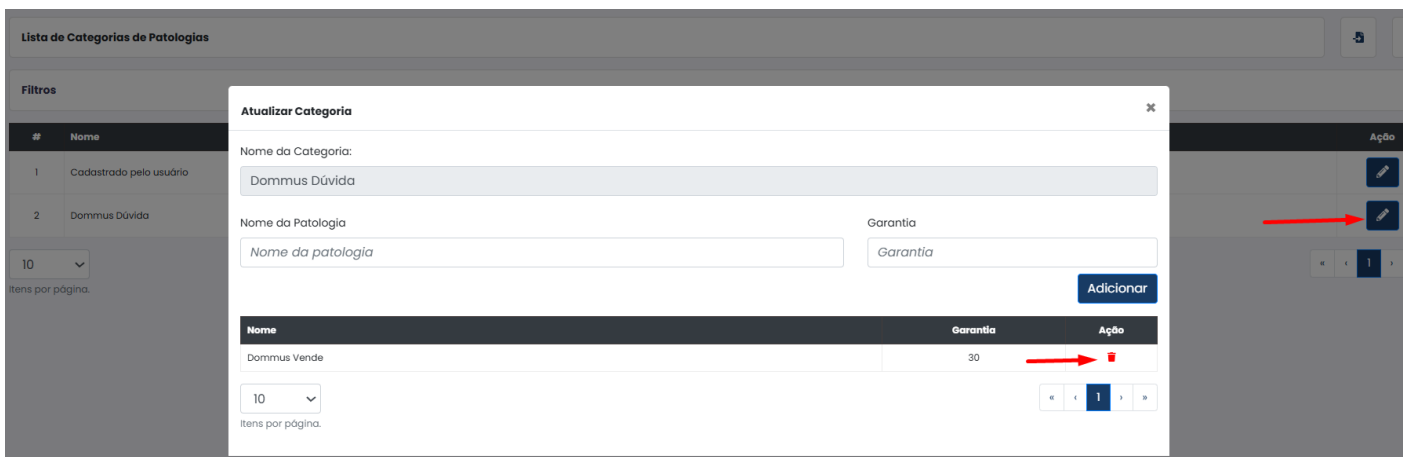 Lista de Categorias de Patologias
Filtros
Atualizar Categoria ×
# Nome Ação
Nome da Categoria:
1 Cadastrado pelo usuário
Dommus Dúvida
2 Dommus Dúvida
Nome da Patologia Garantia
Nome da patologia Garantia
10 « ‹ 1 ›
Itens por página.
Adicionar
Nome Garantia Ação
Dommus Vende 30
10 « ‹ 1 › »
Itens por página.